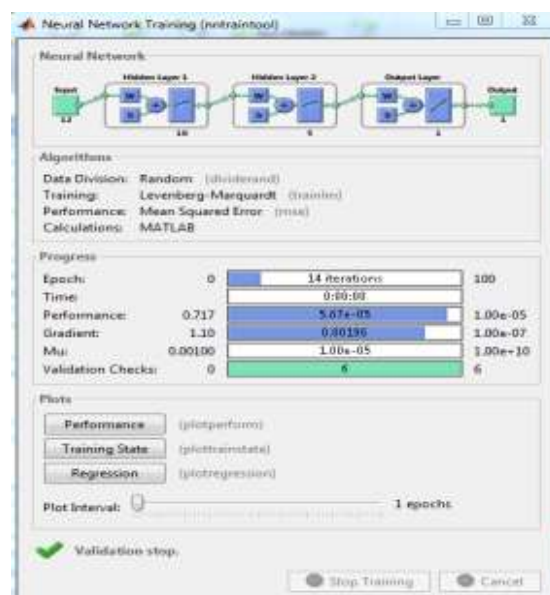 Neural Network Training (nntraintool)
Neural Network
Hidden Layer 1 Hidden Layer 2 Output Layer
Input Output
W W W
b b b
12 10 5 1 1
Algorithms
Data Division: Random (dividerand)
Training: Levenberg-Marquardt (trainlm)
Performance: Mean Squared Error (mse)
Calculations: MATLAB
Progress
Epoch: 0 14 iterations 100
Time: 0:00:00
Performance: 0.717 5.67e-05 1.00e-05
Gradient: 1.10 0.00196 1.00e-07
Mu: 0.00100 1.00e-05 1.00e+10
Validation Checks: 0 6 6
Plots
Performance (plotperform)
Training State (plottrainstate)
Regression (plotregression)
Plot Interval: 1 epochs
Validation stop.
Stop Training Cancel